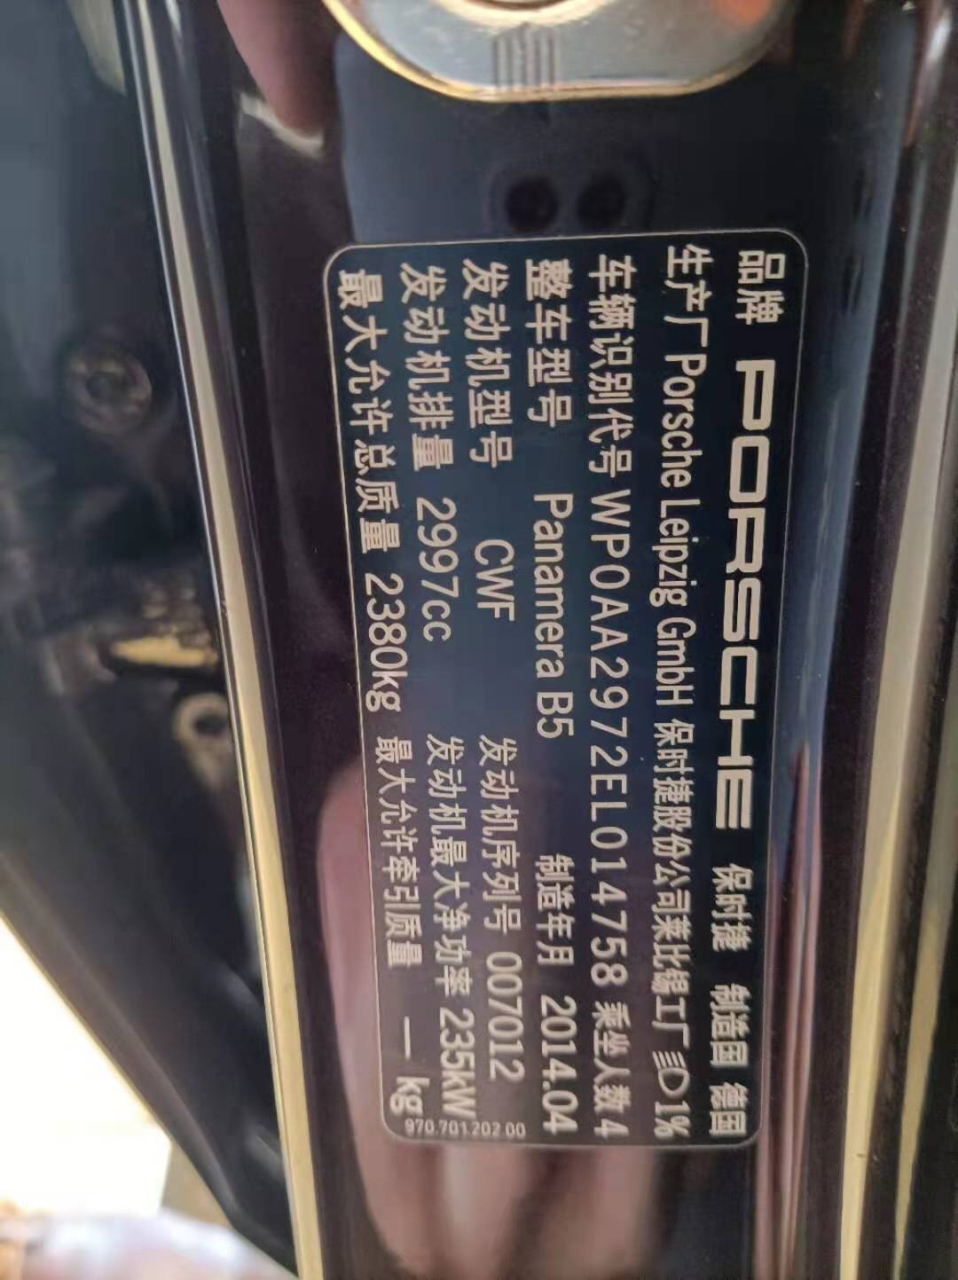 品牌 PORSCHE 保时捷 制造国 德国
生产厂 Porsche Leipzig GmbH 保时捷股份公司莱比锡工厂 1%
车辆识别代号 WP0AA2972EL014758 乘坐人数 4
整车型号 Panamera B5 制造年月 2014.04
发动机型号 CWF 发动机序列号 007012
发动机排量 2997cc 发动机最大净功率 235kW
最大允许总质量 2380kg 最大允许牵引质量 — kg
970.701.202.00